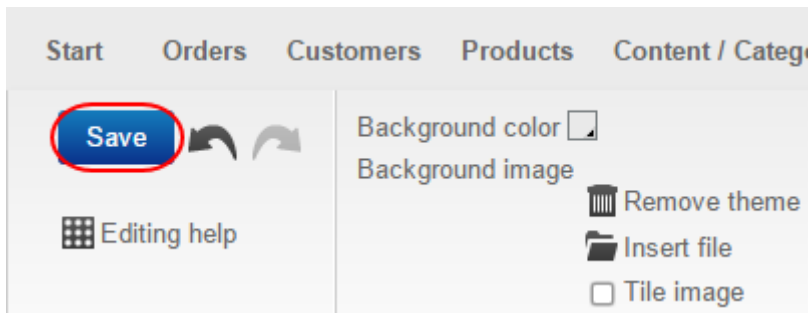 Start Orders Customers Products Content / Catego
Save
Background color
Background image
Remove theme
Editing help
Insert file
Tile image